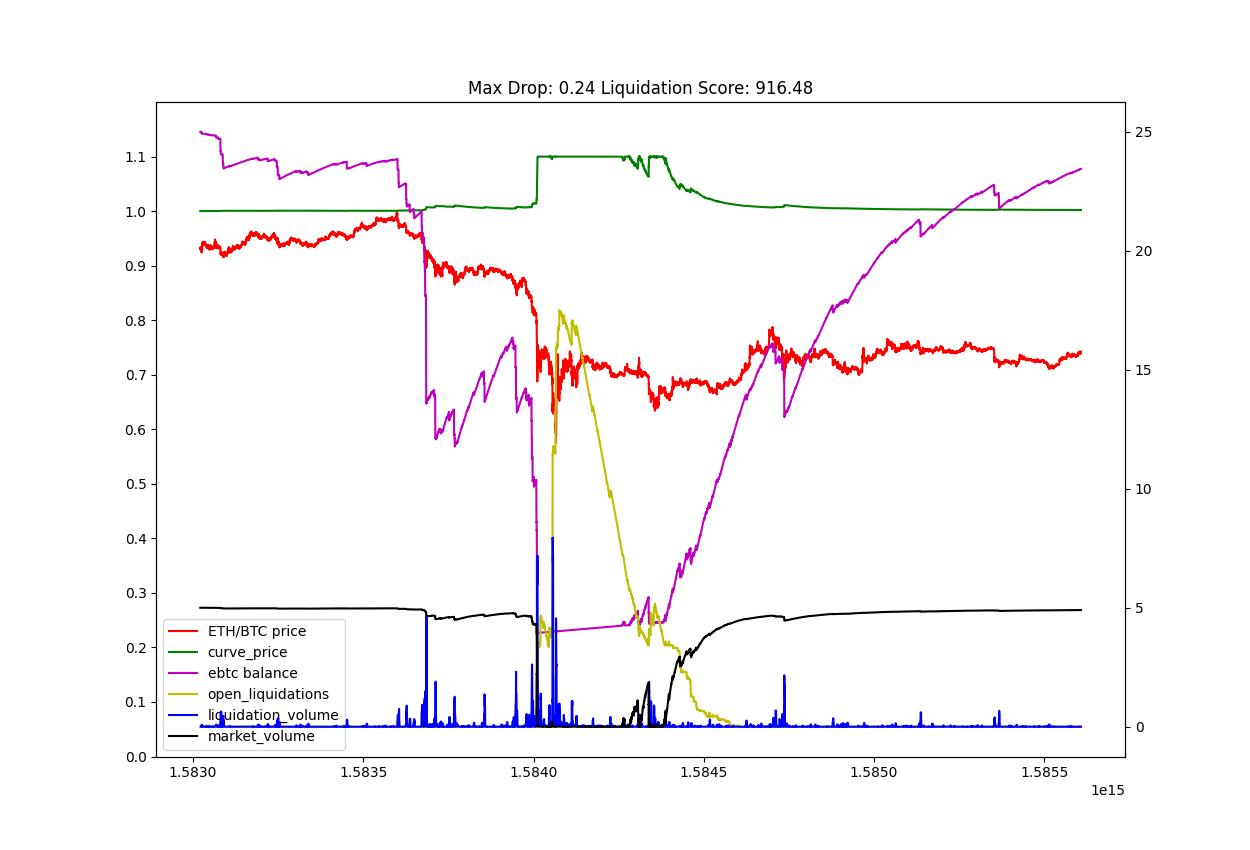 Max Drop: 0.24 Liquidation Score: 916.48
1.1
1.0
0.9
0.8
0.7
0.6
0.5
0.4
0.3
0.2
0.1
0.0
25
20
15
10
5
0
ETH/BTC price
curve_price
ebtc balance
open_liquidations
liquidation_volume
market_volume
1.5830 1.5835 1.5840 1.5845 1.5850 1.5855
1e15